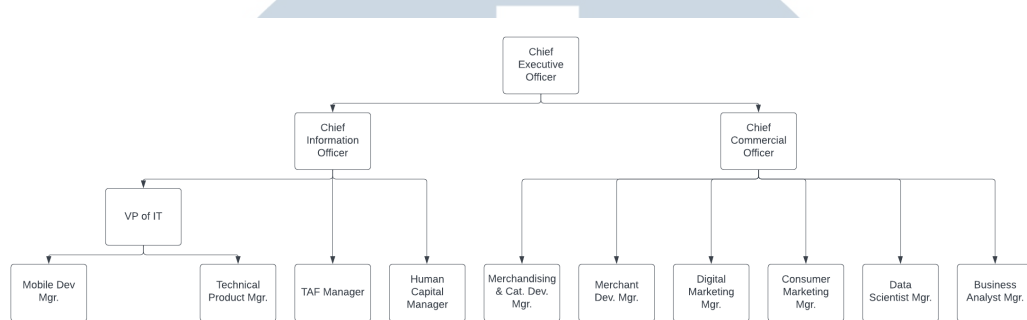 Chief
Executive
Officer
Chief
Information
Officer
Chief
Commercial
Officer
VP of IT
Mobile Dev
Mgr.
Technical
Product Mgr.
TAF Manager
Human
Capital
Manager
Merchandising
& Cat. Dev.
Mgr.
Merchant
Dev. Mgr.
Digital
Marketing
Mgr.
Consumer
Marketing
Mgr.
Data
Scientist Mgr.
Business
Analyst Mgr.